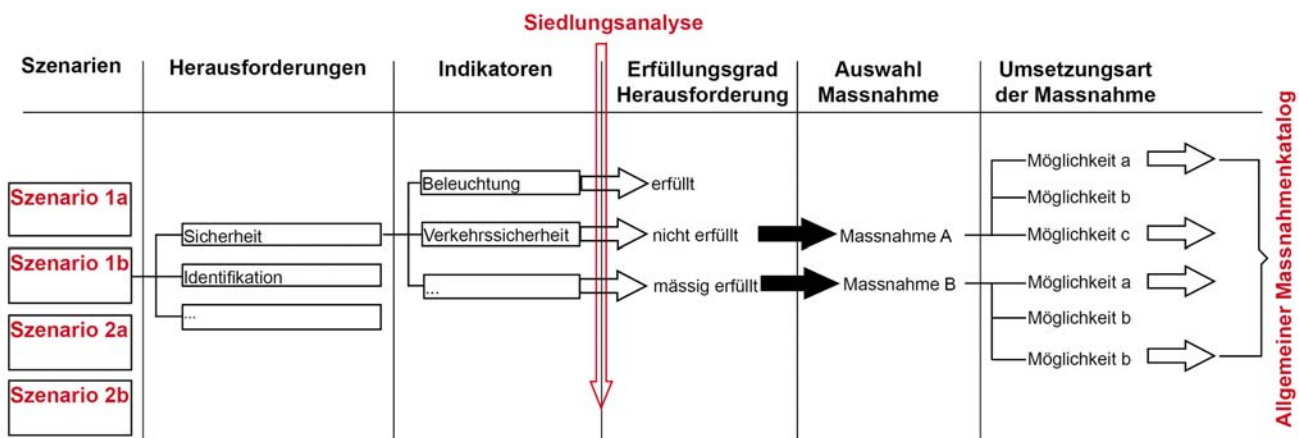 Siedlungsanalyse
Szenarien
Herausforderungen
Indikatoren
Erfüllungsgrad
Herausforderung
Auswahl
Massnahme
Umsetzungsart
der Massnahme
Szenario 1a
Szenario 1b
Szenario 2a
Szenario 2b
Sicherheit
Identifikation
...
Beleuchtung
Verkehrssicherheit
...
erfüllt
nicht erfüllt
mässig erfüllt
Massnahme A
Massnahme B
Möglichkeit a
Möglichkeit b
Möglichkeit c
Möglichkeit a
Möglichkeit b
Möglichkeit b
Allgemeiner Massnahmenkatalog